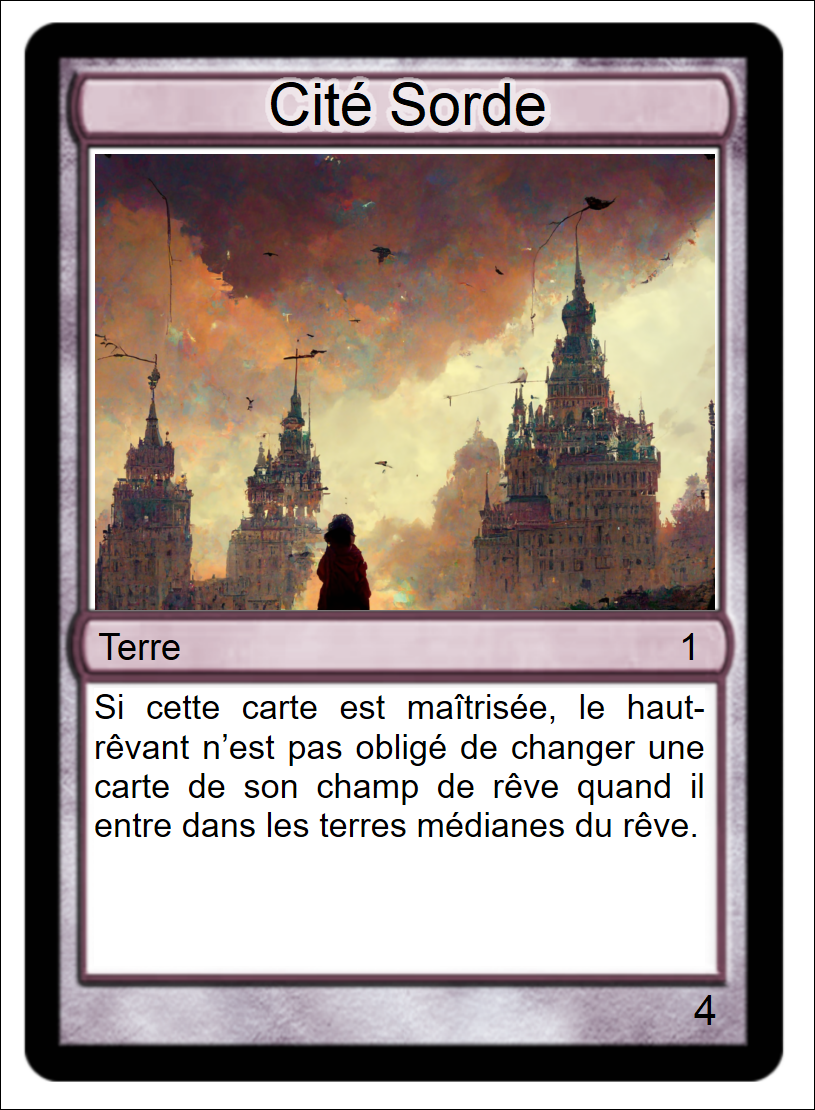 Cité Sorde
Terre 1
Si cette carte est maîtrisée, le haut-
rêvant n’est pas obligé de changer une
carte de son champ de rêve quand il
entre dans les terres médianes du rêve.
4